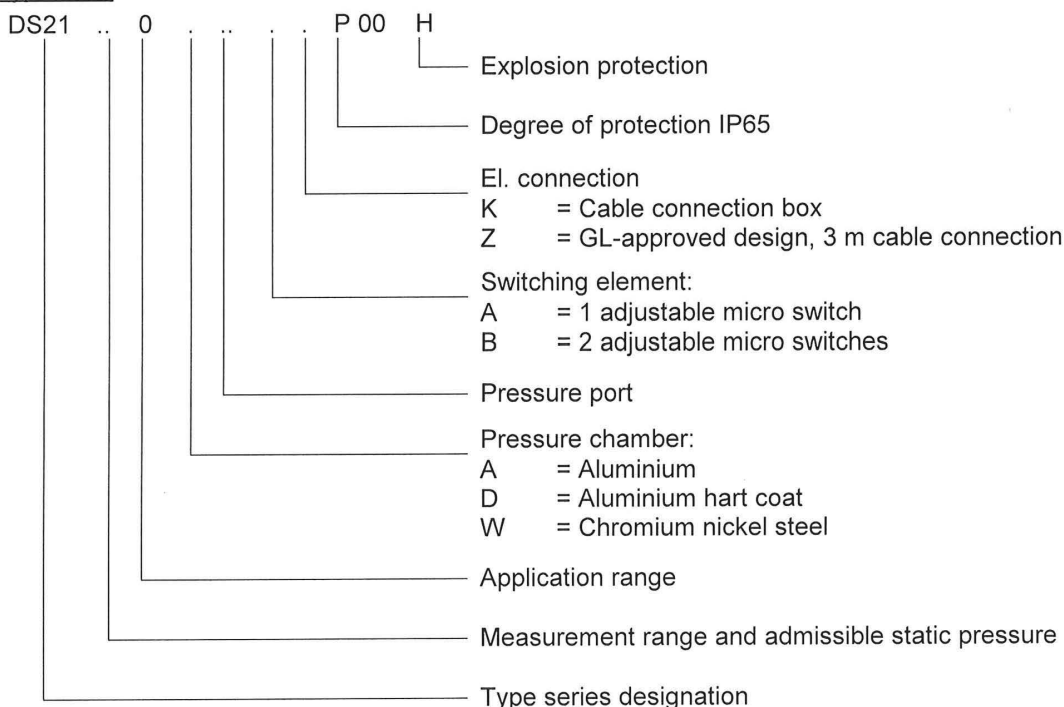 DS21 .. 0 . .. . . P 00 H
Explosion protection
Degree of protection IP65
El. connection
K = Cable connection box
Z = GL-approved design, 3 m cable connection
Switching element:
A = 1 adjustable micro switch
B = 2 adjustable micro switches
Pressure port
Pressure chamber:
A = Aluminium
D = Aluminium hart coat
W = Chromium nickel steel
Application range
Measurement range and admissible static pressure
Type series designation